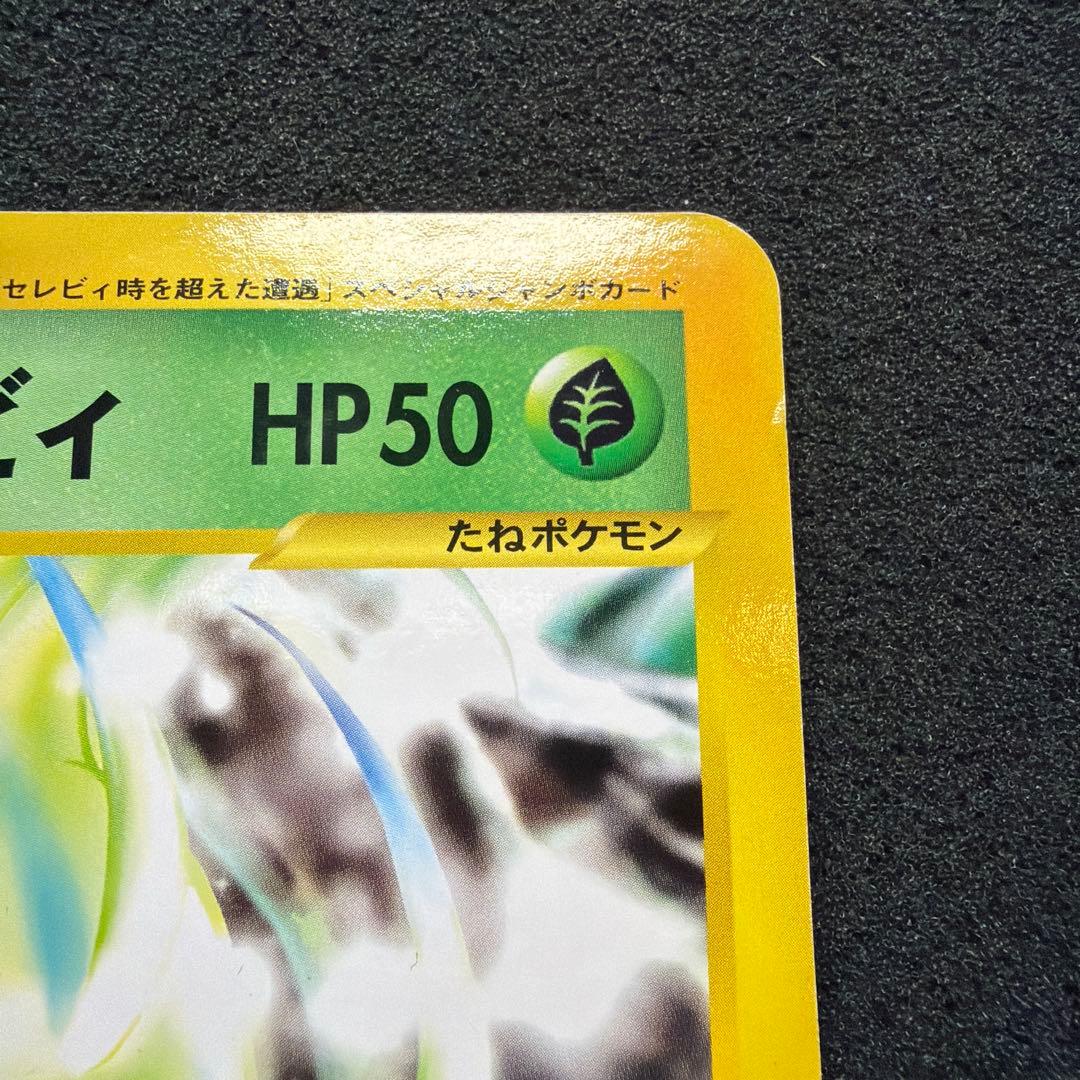 セレビィ時を超えた遭遇」スペシャルジャンボカード
ビィ HP50
たねポケモン